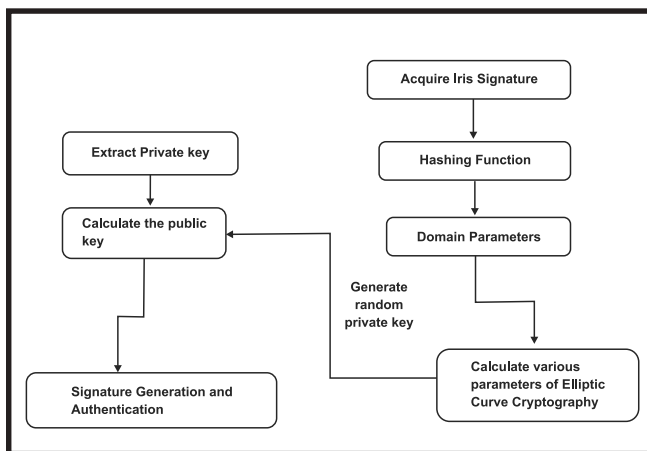 Acquire Iris Signature
Extract Private key
Hashing Function
Calculate the public
key
Domain Parameters
Generate
random
private key
Calculate various
parameters of Elliptic
Curve Cryptography
Signature Generation and
Authentication